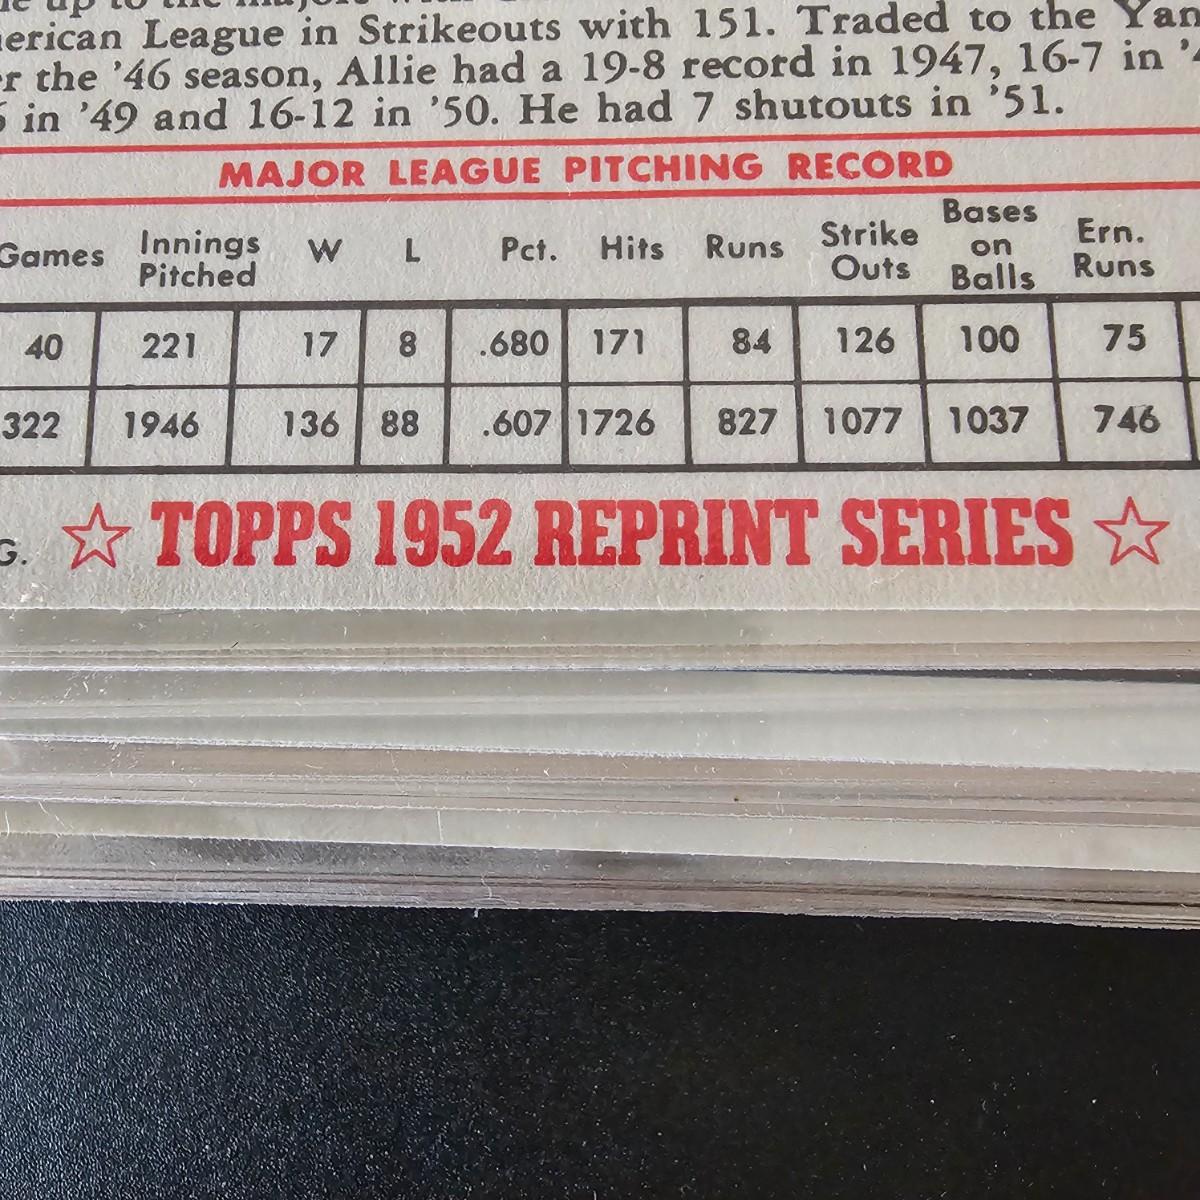 up to the majors
erican League in Strikeouts with 151. Traded to the Yan
r the '46 season, Allie had a 19-8 record in 1947, 16-7 in '4
6 in '49 and 16-12 in '50. He had 7 shutouts in '51.
MAJOR LEAGUE PITCHING RECORD
Games Innings Pitched W L Pct. Hits Runs Strike Outs Bases on Balls Ern. Runs
40 221 17 8 .680 171 84 126 100 75
322 1946 136 88 .607 1726 827 1077 1037 746
G. ☆ TOPPS 1952 REPRINT SERIES ☆